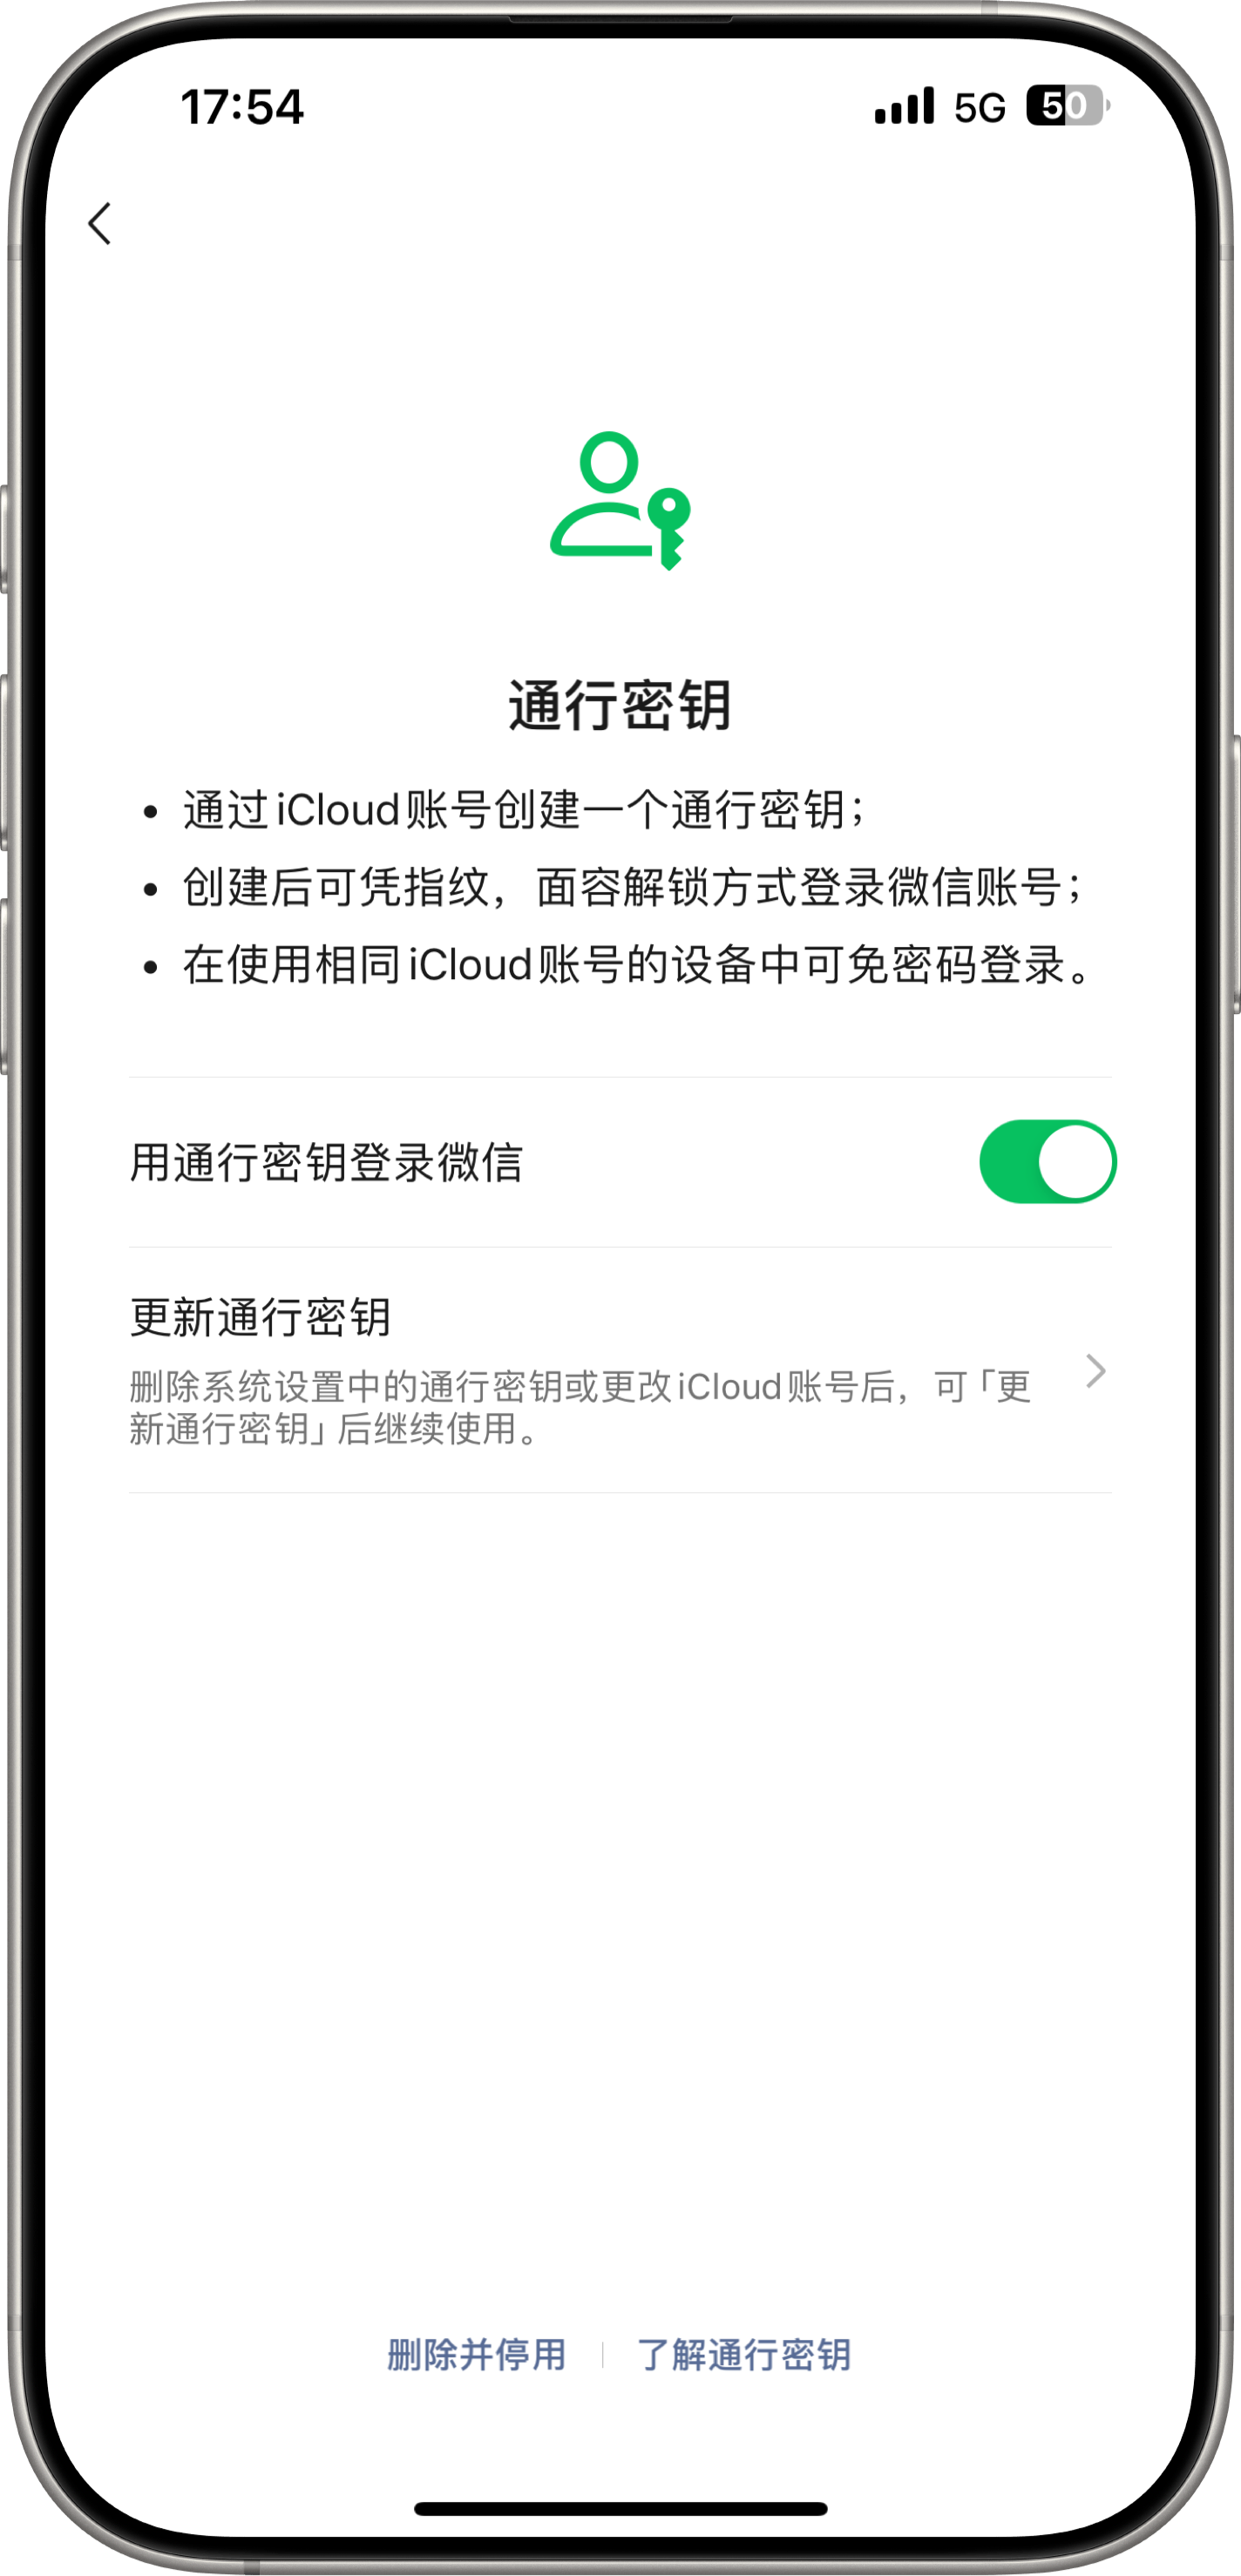 17:54
5G 50
通行密钥
• 通过 iCloud 账号创建一个通行密钥；
• 创建后可凭指纹，面容解锁方式登录微信账号；
• 在使用相同 iCloud 账号的设备中可免密码登录。
用通行密钥登录微信
更新通行密钥
删除系统设置中的通行密钥或更改 iCloud 账号后，可「更
新通行密钥」后继续使用。
删除并停用 | 了解通行密钥